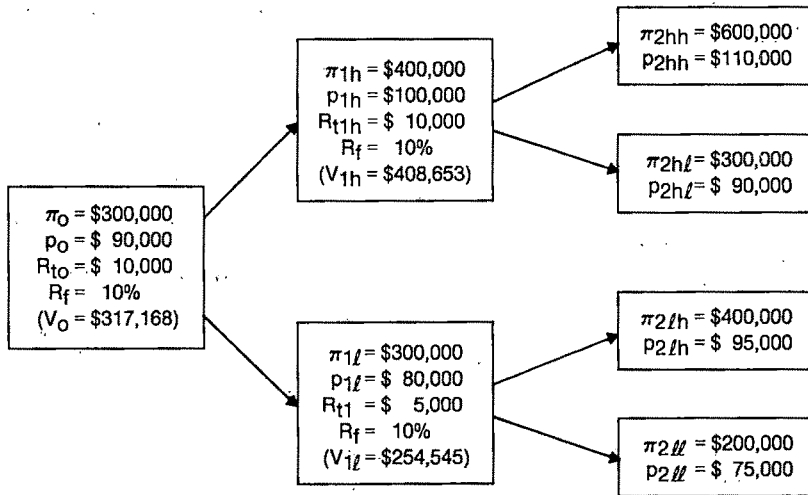 π0 = $300,000
p0 = $ 90,000
Rt0 = $ 10,000
Rf = 10%
(V0 = $317,168)
π1h = $400,000
p1h = $100,000
Rt1h = $ 10,000
Rf = 10%
(V1h = $408,653)
π1ℓ = $300,000
p1ℓ = $ 80,000
Rt1 = $ 5,000
Rf = 10%
(V1ℓ = $254,545)
π2hh = $600,000
p2hh = $110,000
π2hℓ = $300,000
p2hℓ = $ 90,000
π2ℓh = $400,000
p2ℓh = $ 95,000
π2ℓℓ = $200,000
p2ℓℓ = $ 75,000